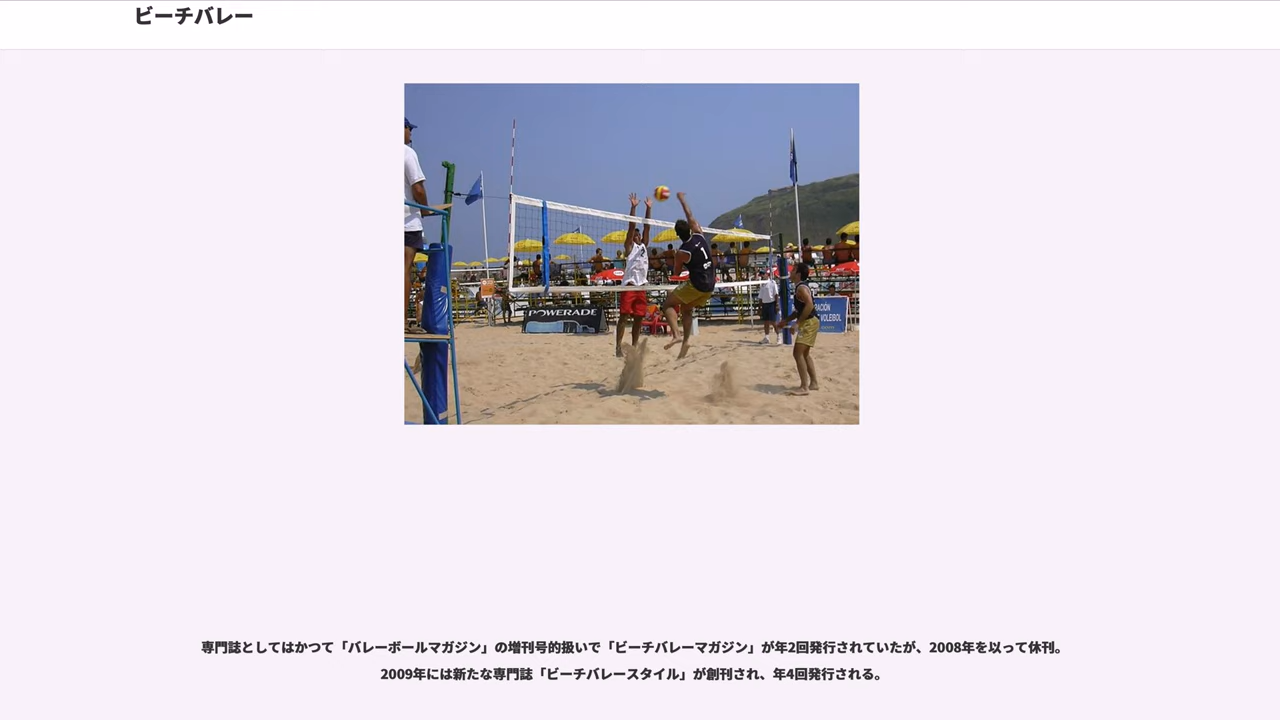 ビーチバレー
POWERADE
1
RACIÓN
VOLEIBOL
専門誌としてはかつて「バレーボールマガジン」の増刊号的扱いで「ビーチバレーマガジン」が年2回発行されていたが、2008年を以って休刊。
2009年には新たな専門誌「ビーチバレースタイル」が創刊され、年4回発行される。